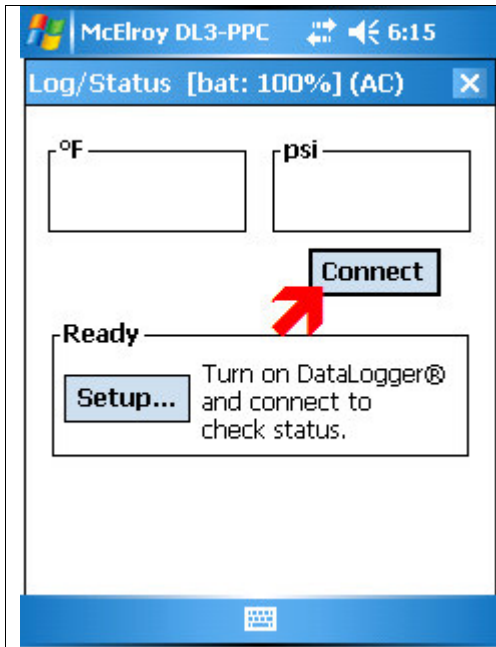 McElroy DL3-PPC 6:15
Log/Status [bat: 100%] (AC)
°F psi
Connect
Ready
Setup... Turn on DataLogger®
and connect to
check status.